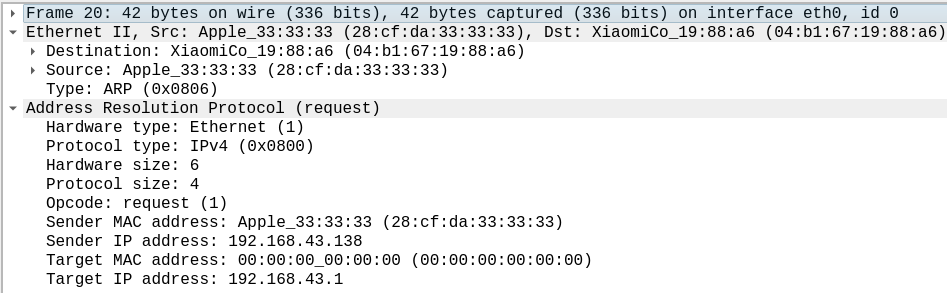 Frame 20: 42 bytes on wire (336 bits), 42 bytes captured (336 bits) on interface eth0, id 0
Ethernet II, Src: Apple_33:33:33 (28:cf:da:33:33:33), Dst: XiaomiCo_19:88:a6 (04:b1:67:19:88:a6)
Destination: XiaomiCo_19:88:a6 (04:b1:67:19:88:a6)
Source: Apple_33:33:33 (28:cf:da:33:33:33)
Type: ARP (0x0806)
Address Resolution Protocol (request)
Hardware type: Ethernet (1)
Protocol type: IPv4 (0x0800)
Hardware size: 6
Protocol size: 4
Opcode: request (1)
Sender MAC address: Apple_33:33:33 (28:cf:da:33:33:33)
Sender IP address: 192.168.43.138
Target MAC address: 00:00:00_00:00:00 (00:00:00:00:00:00)
Target IP address: 192.168.43.1